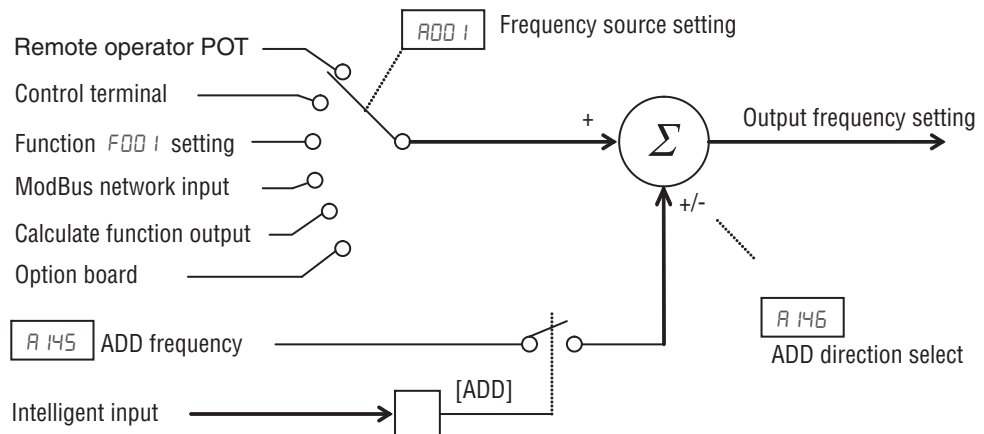 A001 Frequency source setting
Remote operator POT
Control terminal
Function F001 setting
ModBus network input
Calculate function output
Option board
+
Σ
Output frequency setting
+/-
A145 ADD frequency
A146
ADD direction select
[ADD]
Intelligent input